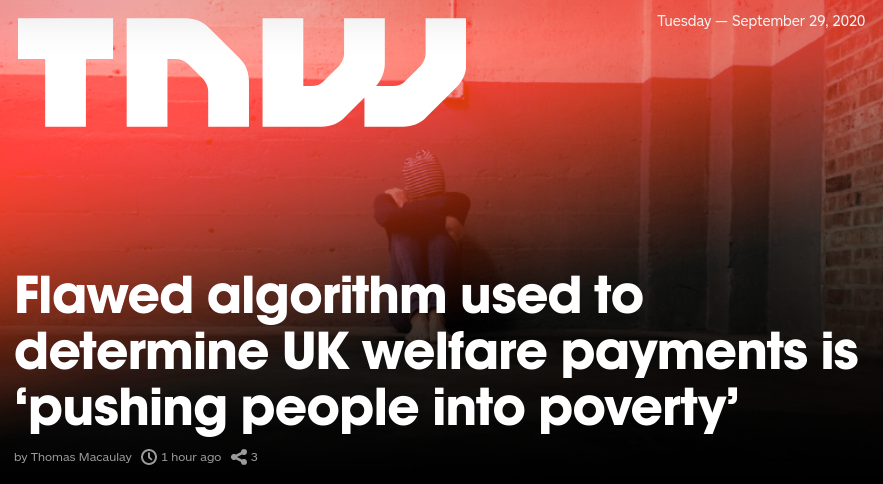 TNW
Tuesday — September 29, 2020
Flawed algorithm used to
determine UK welfare payments is
‘pushing people into poverty’
by Thomas Macaulay 1 hour ago 3